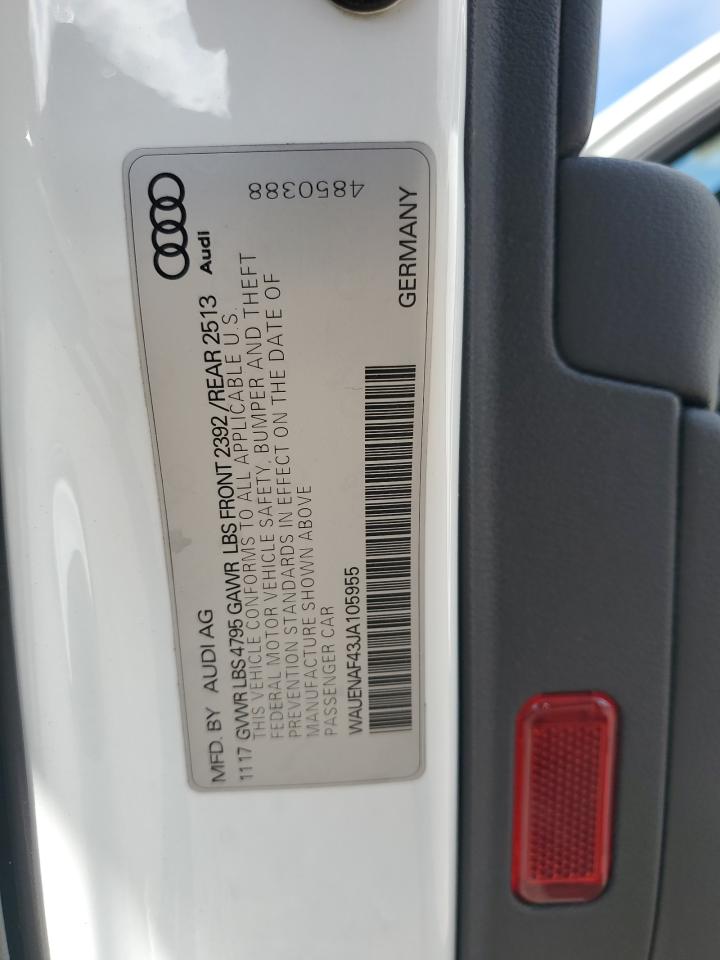 MFD. BY AUDI AG
Audi
1117 GVWR LBS 4795 GAWR LBS FRONT 2392/REAR 2513
THIS VEHICLE CONFORMS TO ALL APPLICABLE U.S.
FEDERAL MOTOR VEHICLE SAFETY, BUMPER AND THEFT
PREVENTION STANDARDS IN EFFECT ON THE DATE OF
MANUFACTURE SHOWN ABOVE
PASSENGER CAR
4850388
WAUENAF43JA105955
GERMANY